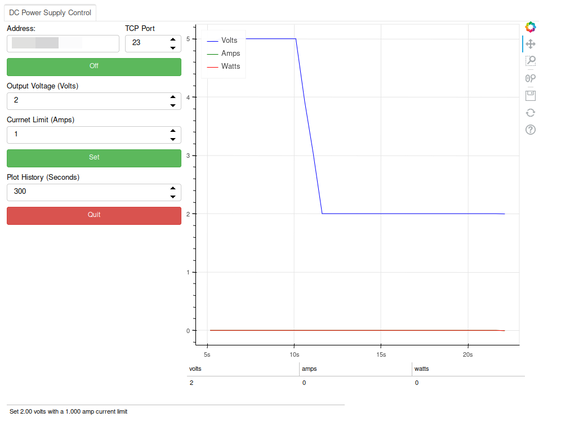 DC Power Supply Control
Address: TCP Port
23
Off
Output Voltage (Volts)
2
Curnet Limit (Amps)
1
Set
Plot History (Seconds)
300
Quit
Volts
Amps
Watts
5
4
3
2
1
0
5s 10s 15s 20s
volts amps watts
2 0 0
Set 2.00 volts with a 1.000 amp current limit